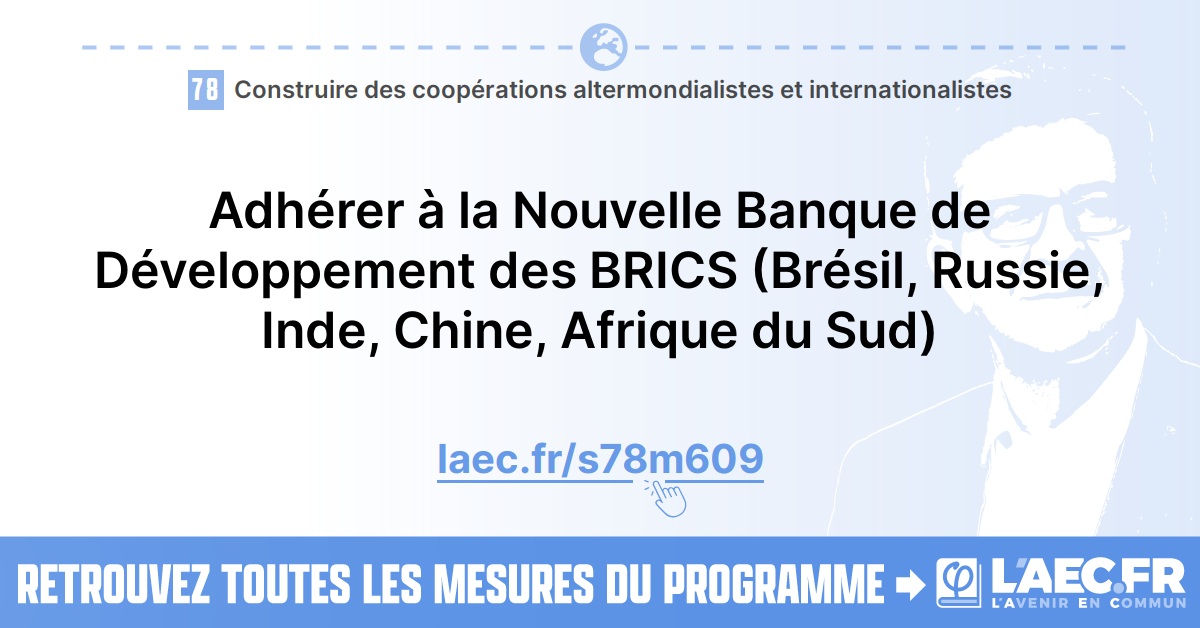 78 Construire des coopérations altermondialistes et internationalistes
Adhérer à la Nouvelle Banque de
Développement des BRICS (Brésil, Russie,
Inde, Chine, Afrique du Sud)
laec.fr/s78m609
RETROUVEZ TOUTES LES MESURES DU PROGRAMME
φ L'AEC.FR
L'AVENIR EN COMMUN